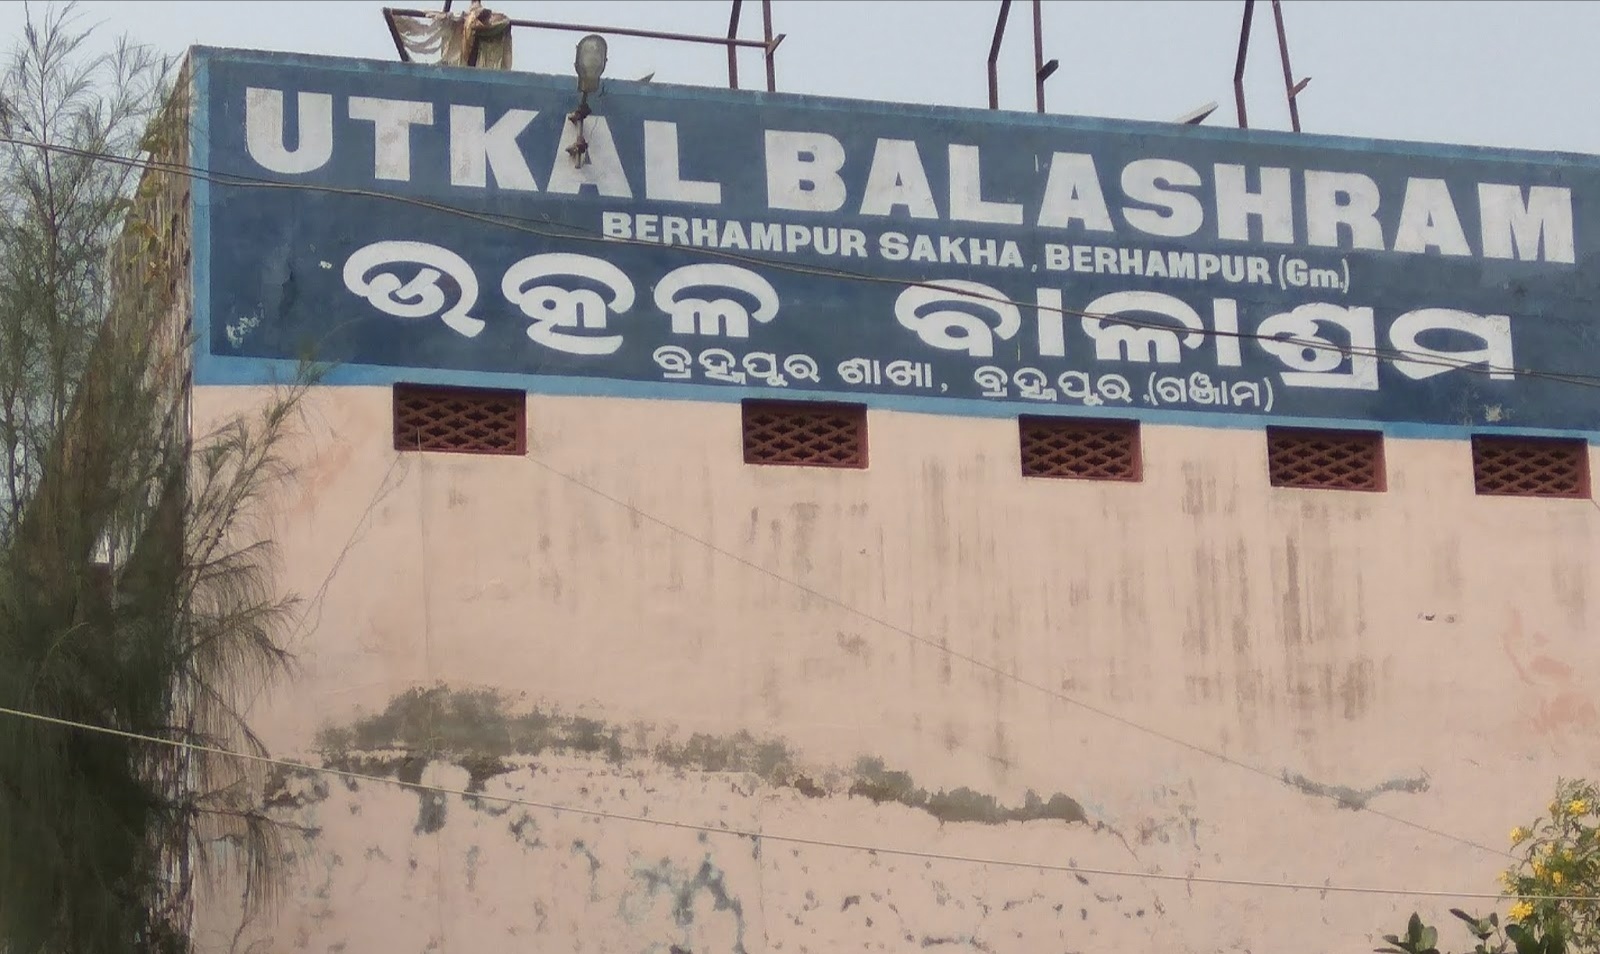 UTKAL BALASHRAM
BERHAMPUR SAKHA, BERHAMPUR (Gm.)
ଉତ୍କଳ ବାଳାଶ୍ରମ
ବ୍ରହ୍ମପୁର ଶାଖା, ବ୍ରହ୍ମପୁର (ଗଞ୍ଜାମ)